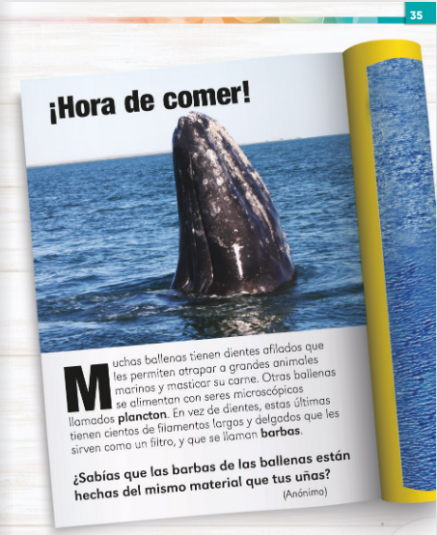 35
¡Hora de comer!
Muchas ballenas tienen dientes afilados que
les permiten atrapar a grandes animales
marinos y masticar su carne. Otras ballenas
se alimentan con seres microscópicos
llamados plancton. En vez de dientes, estas últimas
tienen cientos de filamentos largos y delgados que les
sirven como un filtro, y que se llaman barbas.
¿Sabías que las barbas de las ballenas están
hechas del mismo material que tus uñas?
(Anónimo)